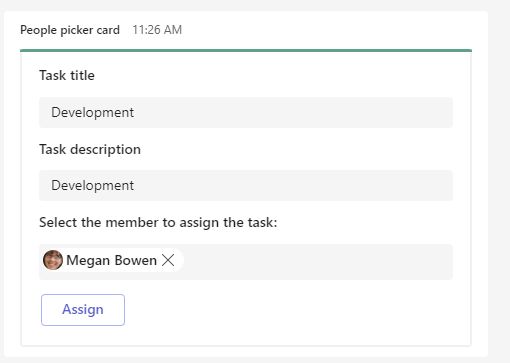 People picker card 11:26 AM
Task title
Development
Task description
Development
Select the member to assign the task:
Megan Bowen
Assign